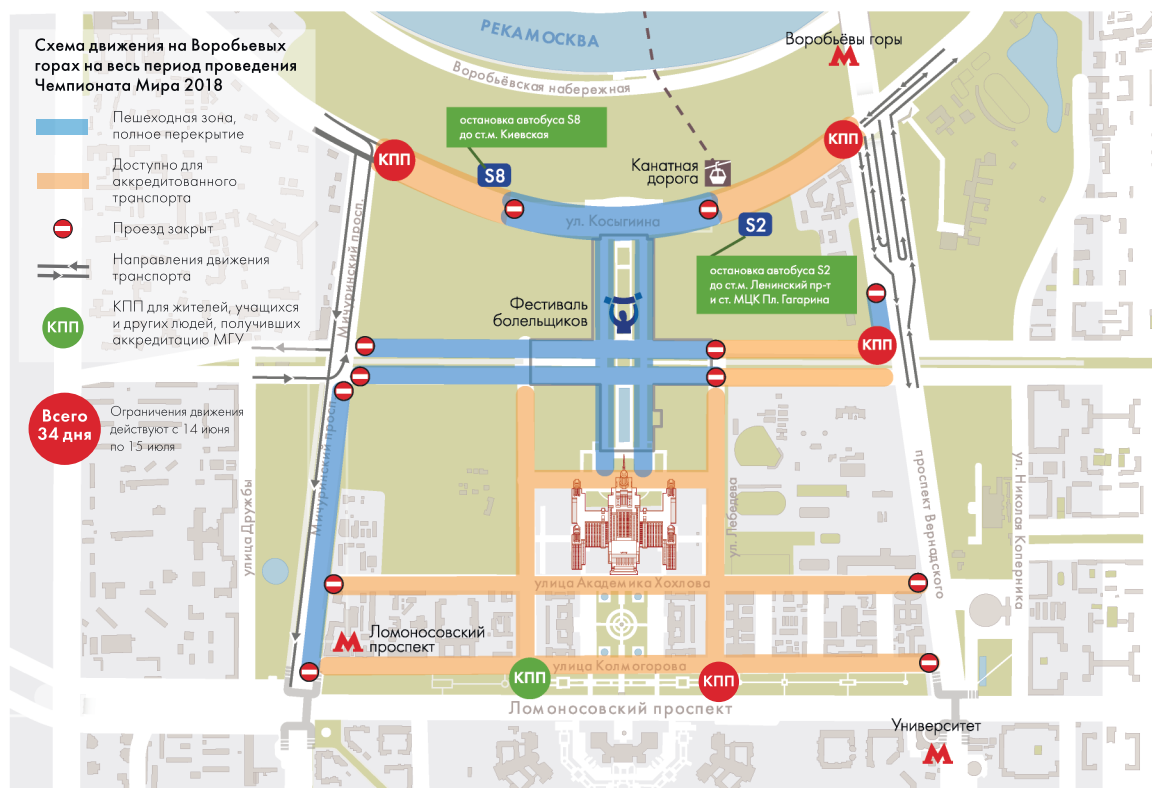 Схема движения на Воробьевых
горах на весь период проведения
Чемпионата Мира 2018
Пешеходная зона,
полное перекрытие
Доступно для
аккредитованного
транспорта
Проезд закрыт
Направления движения
транспорта
КПП
КПП для жителей, учащихся
и других людей, получивших
аккредитацию МГУ
Всего
34 дня
Ограничения движения
действуют с 14 июня
по 15 июля
РЕКАМОСКВА
Воробьёвская набережная
Воробьёвы горы
остановка автобуса S8
до ст.м. Киевская
КПП
S8
Канатная
дорога
КПП
ул. Косыгиина
S2
остановка автобуса S2
до ст.м. Ленинский пр-т
и ст. МЦК Пл. Гагарина
Фестиваль
болельщиков
КПП
Мичуринский просп.
Мичуринский просп.
улица Дружбы
ул. Лебедева
проспект Вернадского
ул. Николая Коперника
улица Академика Хохлова
Ломоносовский
проспект
улица Колмогорова
КПП
КПП
Ломоносовский проспект
Университет